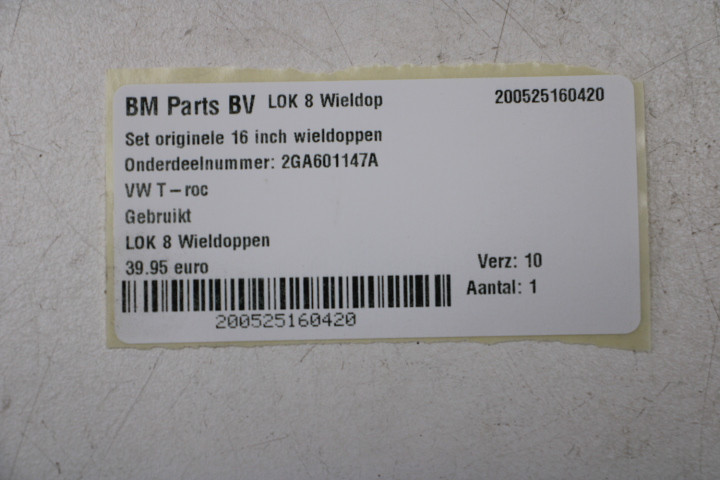 BM Parts BV LOK 8 Wieldop 200525160420
Set originele 16 inch wieldoppen
Onderdeelnummer: 2GA601147A
VW T-roc
Gebruikt
LOK 8 Wieldoppen
39.95 euro Verz: 10
Aantal: 1
200525160420